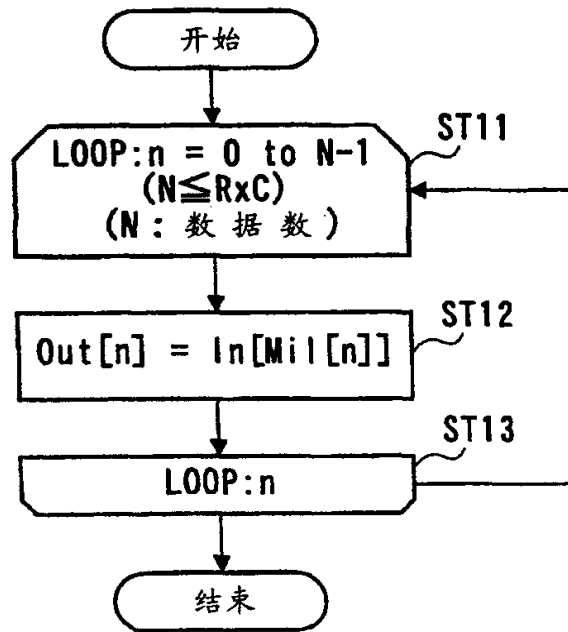 开始
ST11
LOOP:n = 0 to N-1
(N≦RxC)
(N: 数据数)
ST12
Out[n] = In[Mil[n]]
ST13
LOOP:n
结束